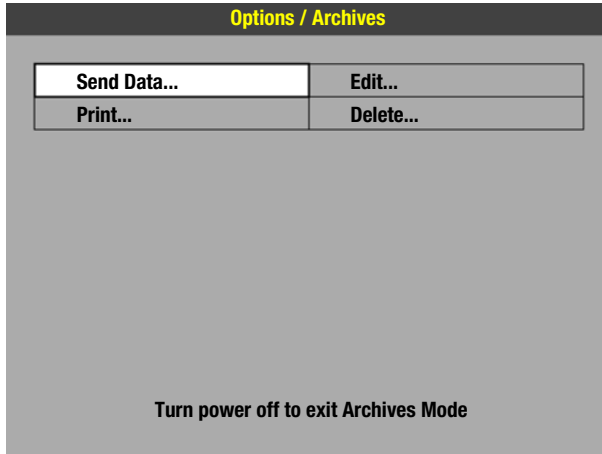 Options / Archives
Send Data... Edit...
Print... Delete...
Turn power off to exit Archives Mode